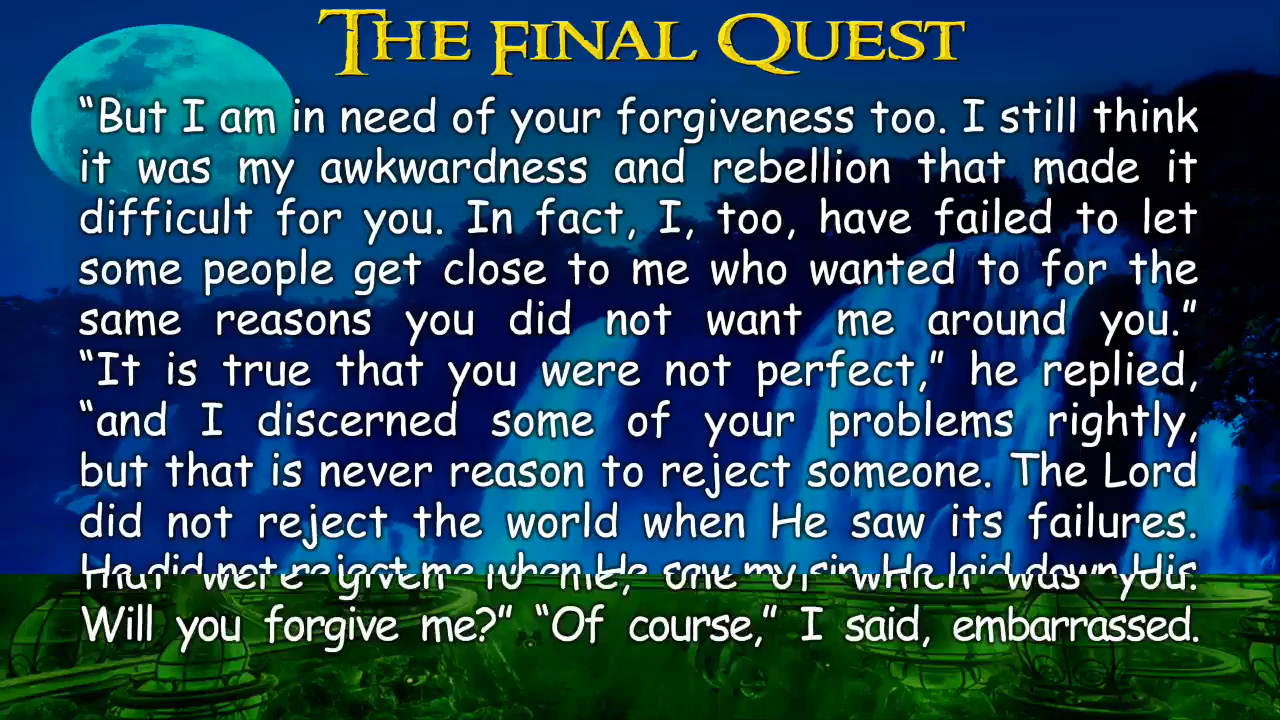 THE FINAL QUEST
“But I am in need of your forgiveness too. I still think
it was my awkwardness and rebellion that made it
difficult for you. In fact, I, too, have failed to let
some people get close to me who wanted to for the
same reasons you did not want me around you.”
“It is true that you were not perfect,” he replied,
“and I discerned some of your problems rightly,
but that is never reason to reject someone. The Lord
did not reject the world when He saw its failures.
Will you forgive me?” “Of course,” I said, embarrassed.